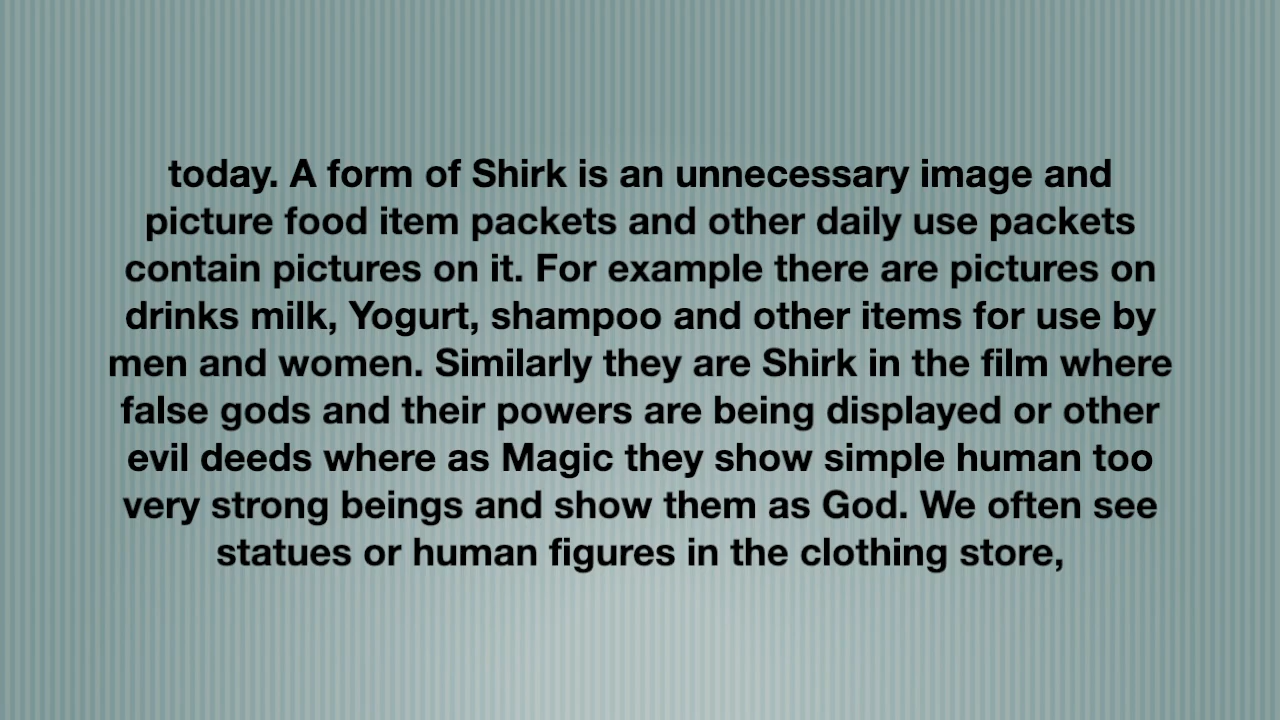 today. A form of Shirk is an unnecessary image and
picture food item packets and other daily use packets
contain pictures on it. For example there are pictures on
drinks milk, Yogurt, shampoo and other items for use by
men and women. Similarly they are Shirk in the film where
false gods and their powers are being displayed or other
evil deeds where as Magic they show simple human too
very strong beings and show them as God. We often see
statues or human figures in the clothing store,